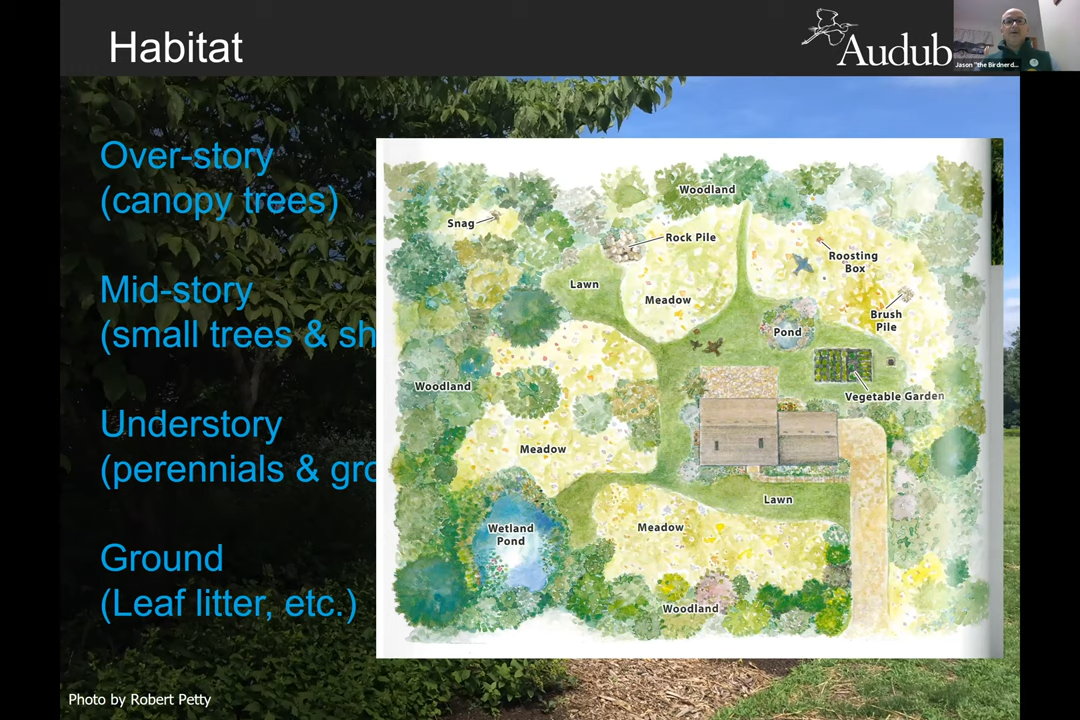 Habitat
Audub
Jason "the Birdnerd...
Over-story
(canopy trees)
Mid-story
(small trees & sh
Understory
(perennials & gro
Ground
(Leaf litter, etc.)
Woodland
Snag
Rock Pile
Roosting
Box
Lawn
Meadow
Brush
Pile
Pond
Woodland
Vegetable Garden
Meadow
Lawn
Wetland
Pond
Meadow
Woodland
Photo by Robert Petty